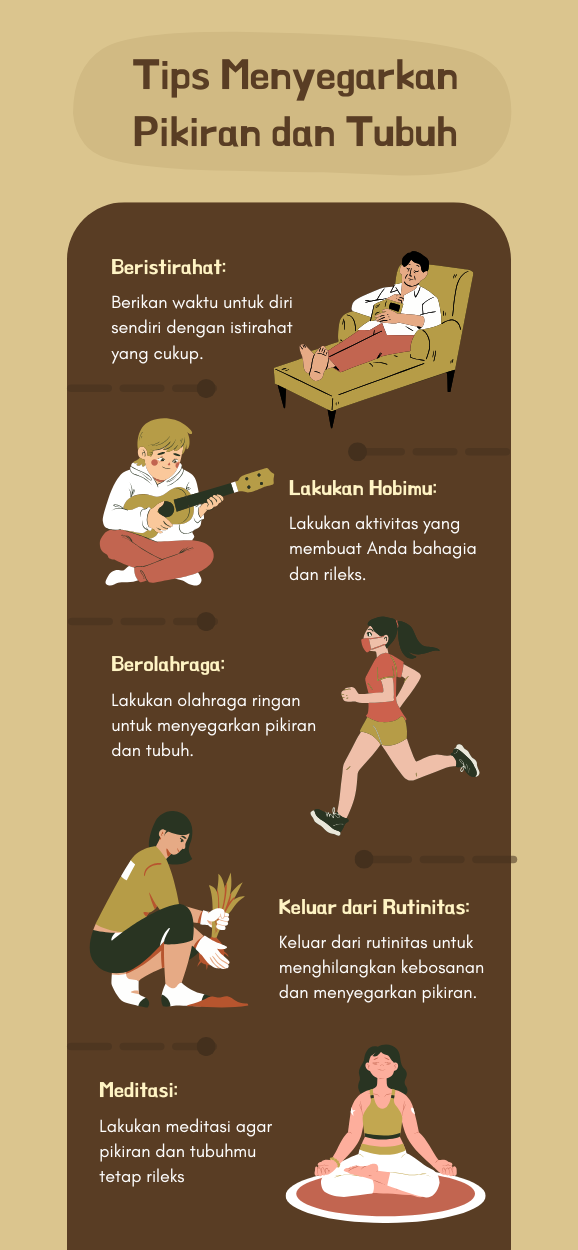 Tips Menyegarkan
Pikiran dan Tubuh
Beristirahat:
Berikan waktu untuk diri
sendiri dengan istirahat
yang cukup.
Lakukan Hobimu:
Lakukan aktivitas yang
membuat Anda bahagia
dan rileks.
Berolahraga:
Lakukan olahraga ringan
untuk menyegarkan pikiran
dan tubuh.
Keluar dari Rutinitas:
Keluar dari rutinitas untuk
menghilangkan kebosanan
dan menyegarkan pikiran.
Meditasi:
Lakukan meditasi agar
pikiran dan tubuhmu
tetap rileks